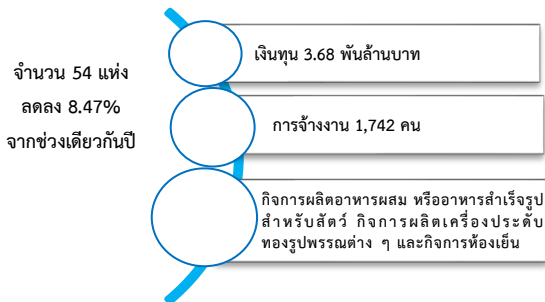 จำนวน 54 แห่ง
ลดลง 8.47%
จากช่วงเดียวกันปี
เงินทุน 3.68 พันล้านบาท
การจ้างงาน 1,742 คน
กิจการผลิตอาหารผสม หรืออาหารสำเร็จรูป
สำหรับสัตว์ กิจการผลิตเครื่องประดับ
ทองรูปพรรณต่าง ๆ และกิจการห้องเย็น